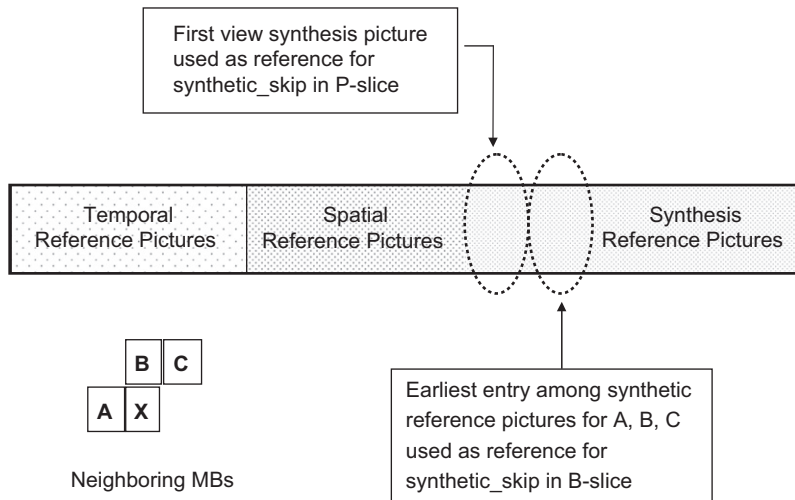 First view synthesis picture
used as reference for
synthetic_skip in P-slice
Temporal
Reference Pictures
Spatial
Reference Pictures
Synthesis
Reference Pictures
B C
A X
Neighboring MBs
Earliest entry among synthetic
reference pictures for A, B, C
used as reference for
synthetic_skip in B-slice